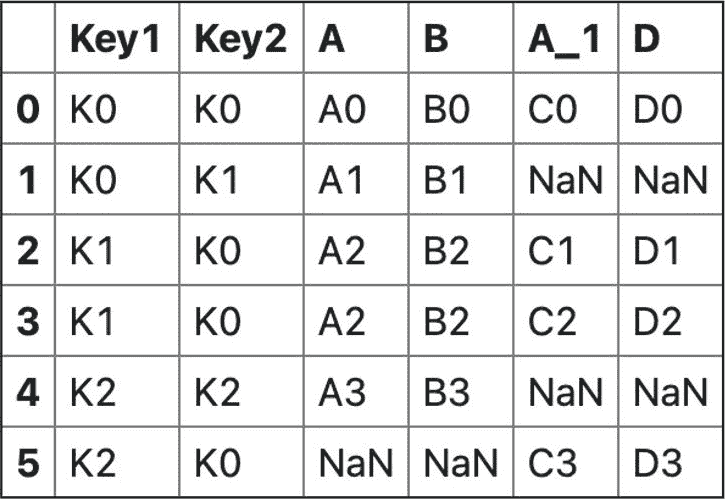 Key1 Key2 A B A_1 D
0 K0 K0 A0 B0 C0 D0
1 K0 K1 A1 B1 NaN NaN
2 K1 K0 A2 B2 C1 D1
3 K1 K0 A2 B2 C2 D2
4 K2 K2 A3 B3 NaN NaN
5 K2 K0 NaN NaN C3 D3